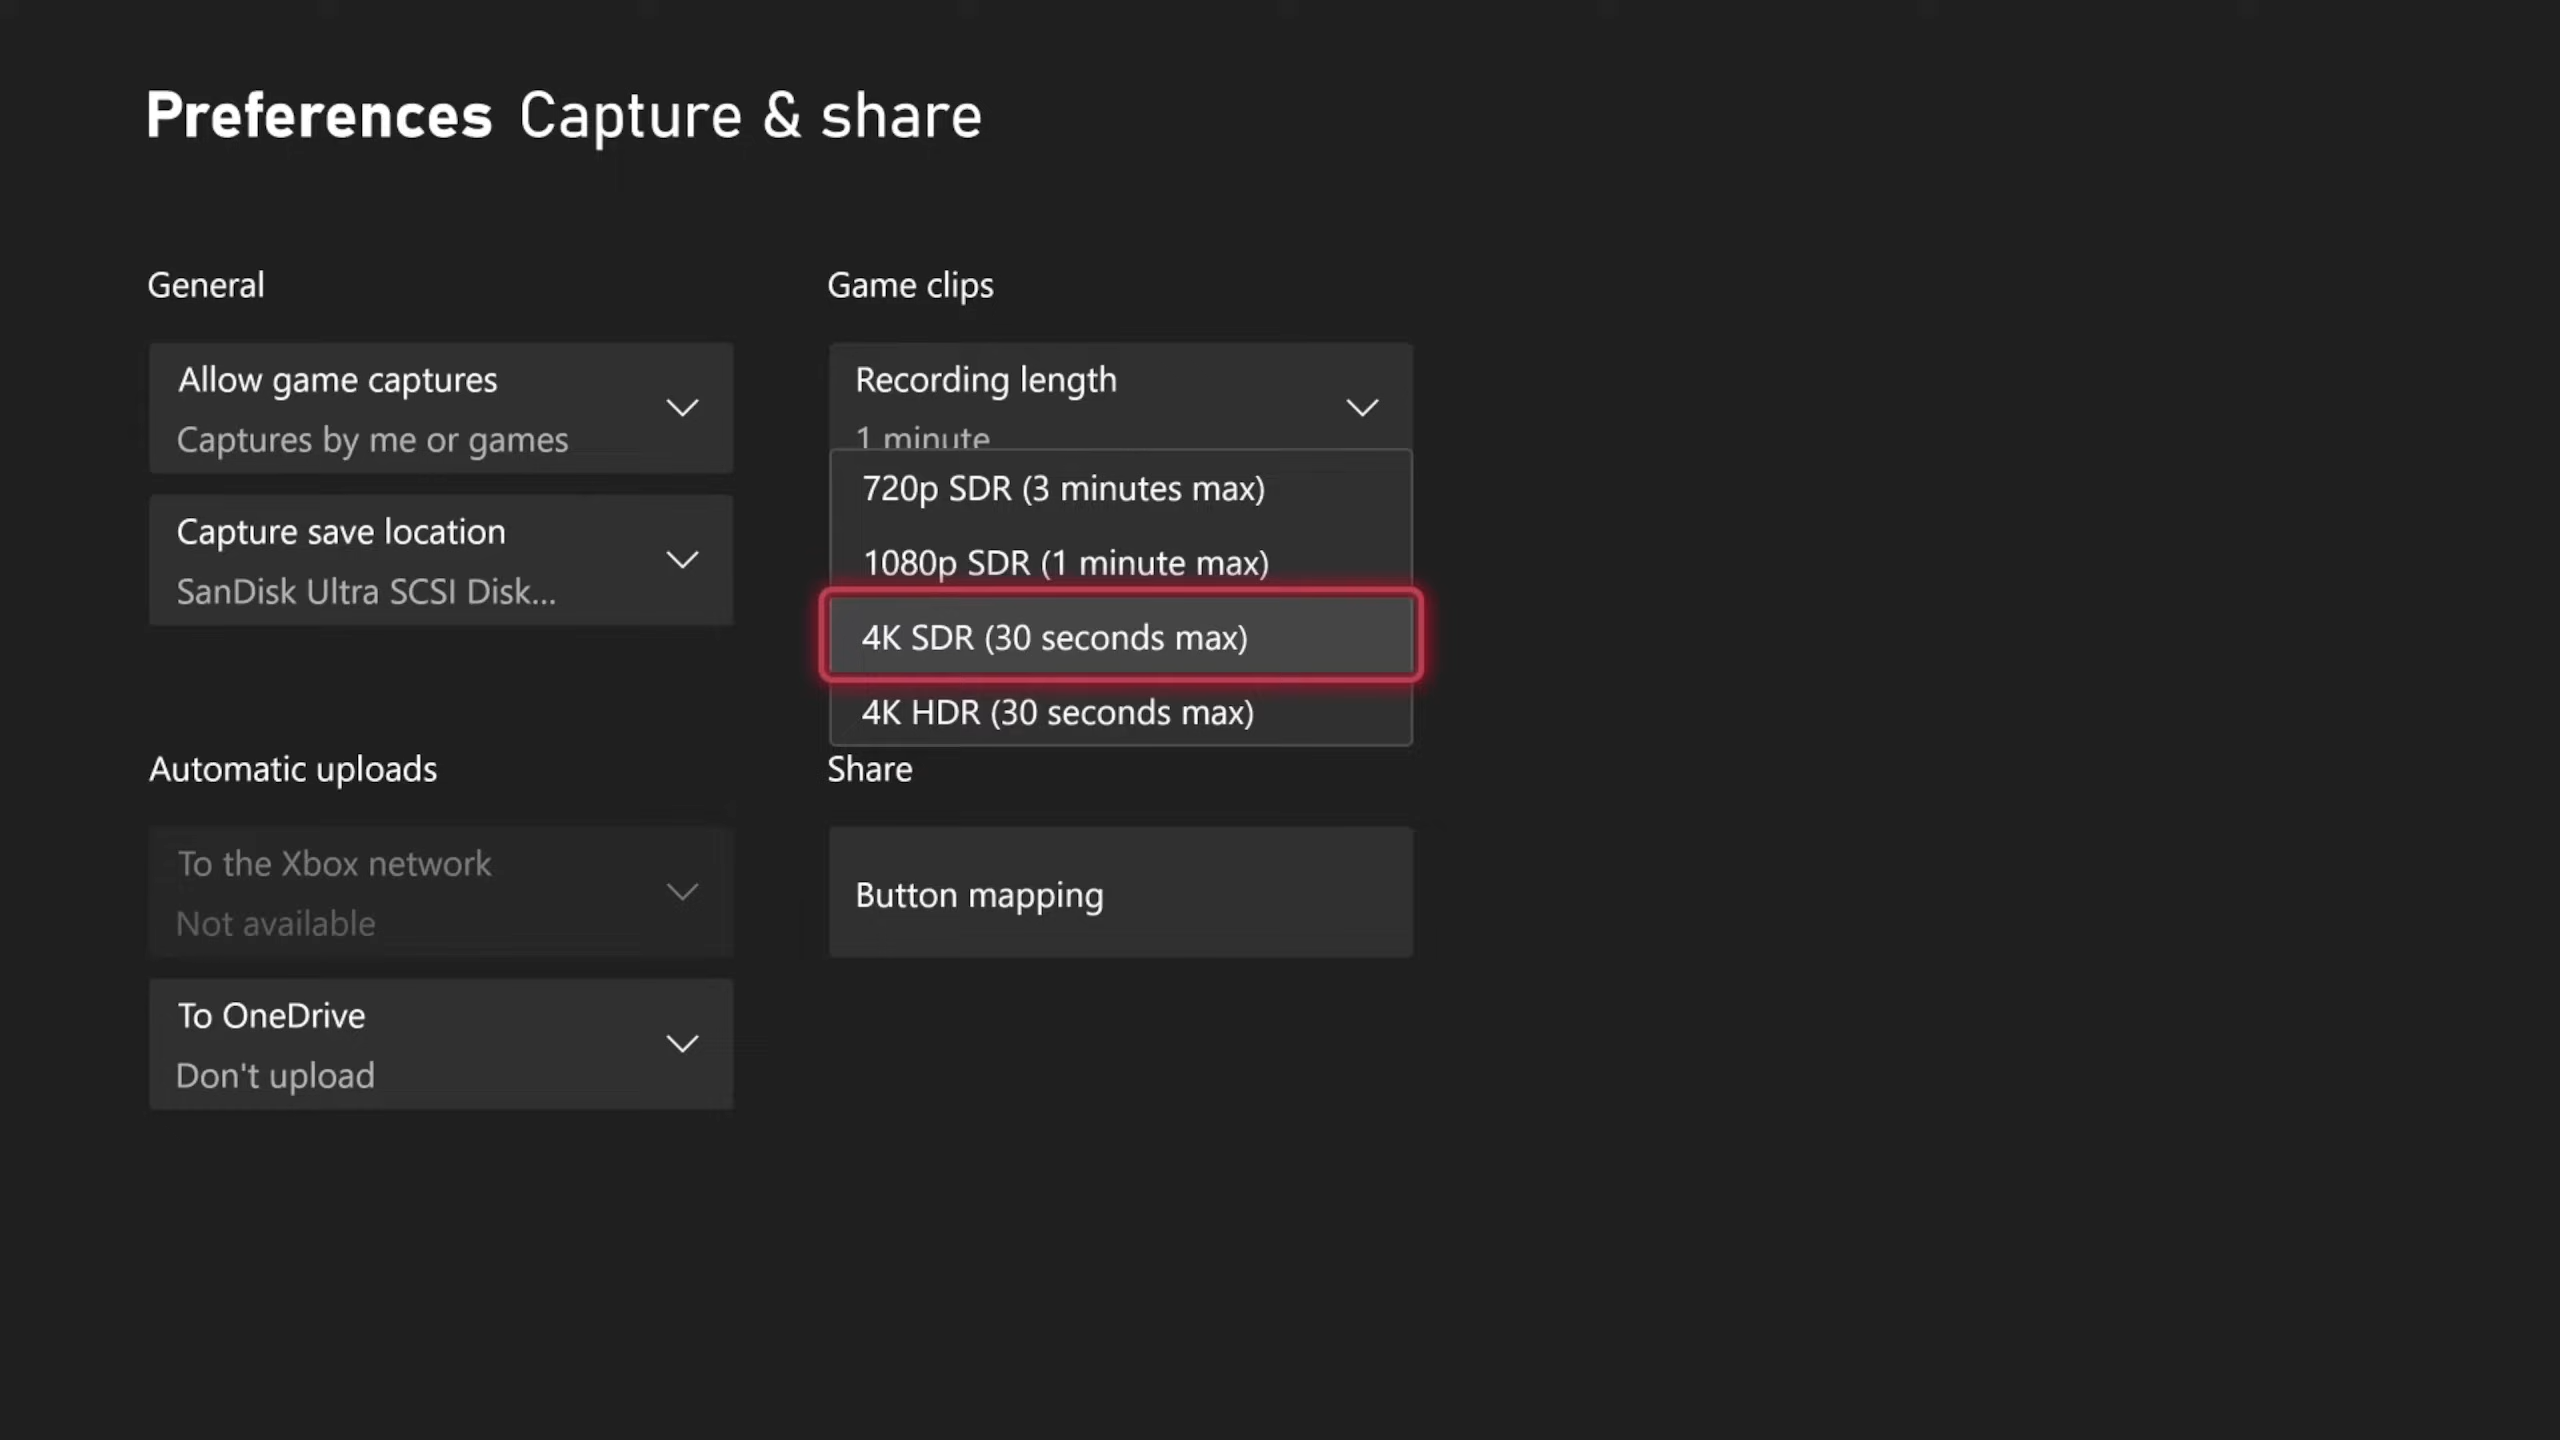 Preferences Capture & share
General
Allow game captures
Captures by me or games
Capture save location
SanDisk Ultra SCSI Disk...
Game clips
Recording length
1 minute
720p SDR (3 minutes max)
1080p SDR (1 minute max)
4K SDR (30 seconds max)
4K HDR (30 seconds max)
Automatic uploads
To the Xbox network
Not available
To OneDrive
Don't upload
Share
Button mapping